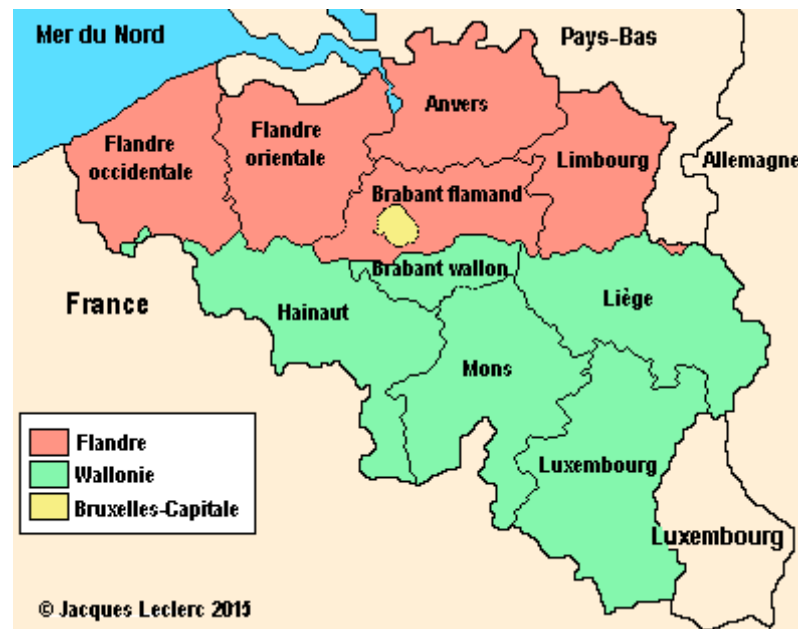 Mer du Nord
Pays-Bas
Anvers
Flandre
occidentale
Flandre
orientale
Limbourg
Allemagne
Brabant flamand
Brabant wallon
France
Hainaut
Liège
Mons
Flandre
Wallonie
Bruxelles-Capitale
Luxembourg
Luxembourg
© Jacques Leclerc 2015